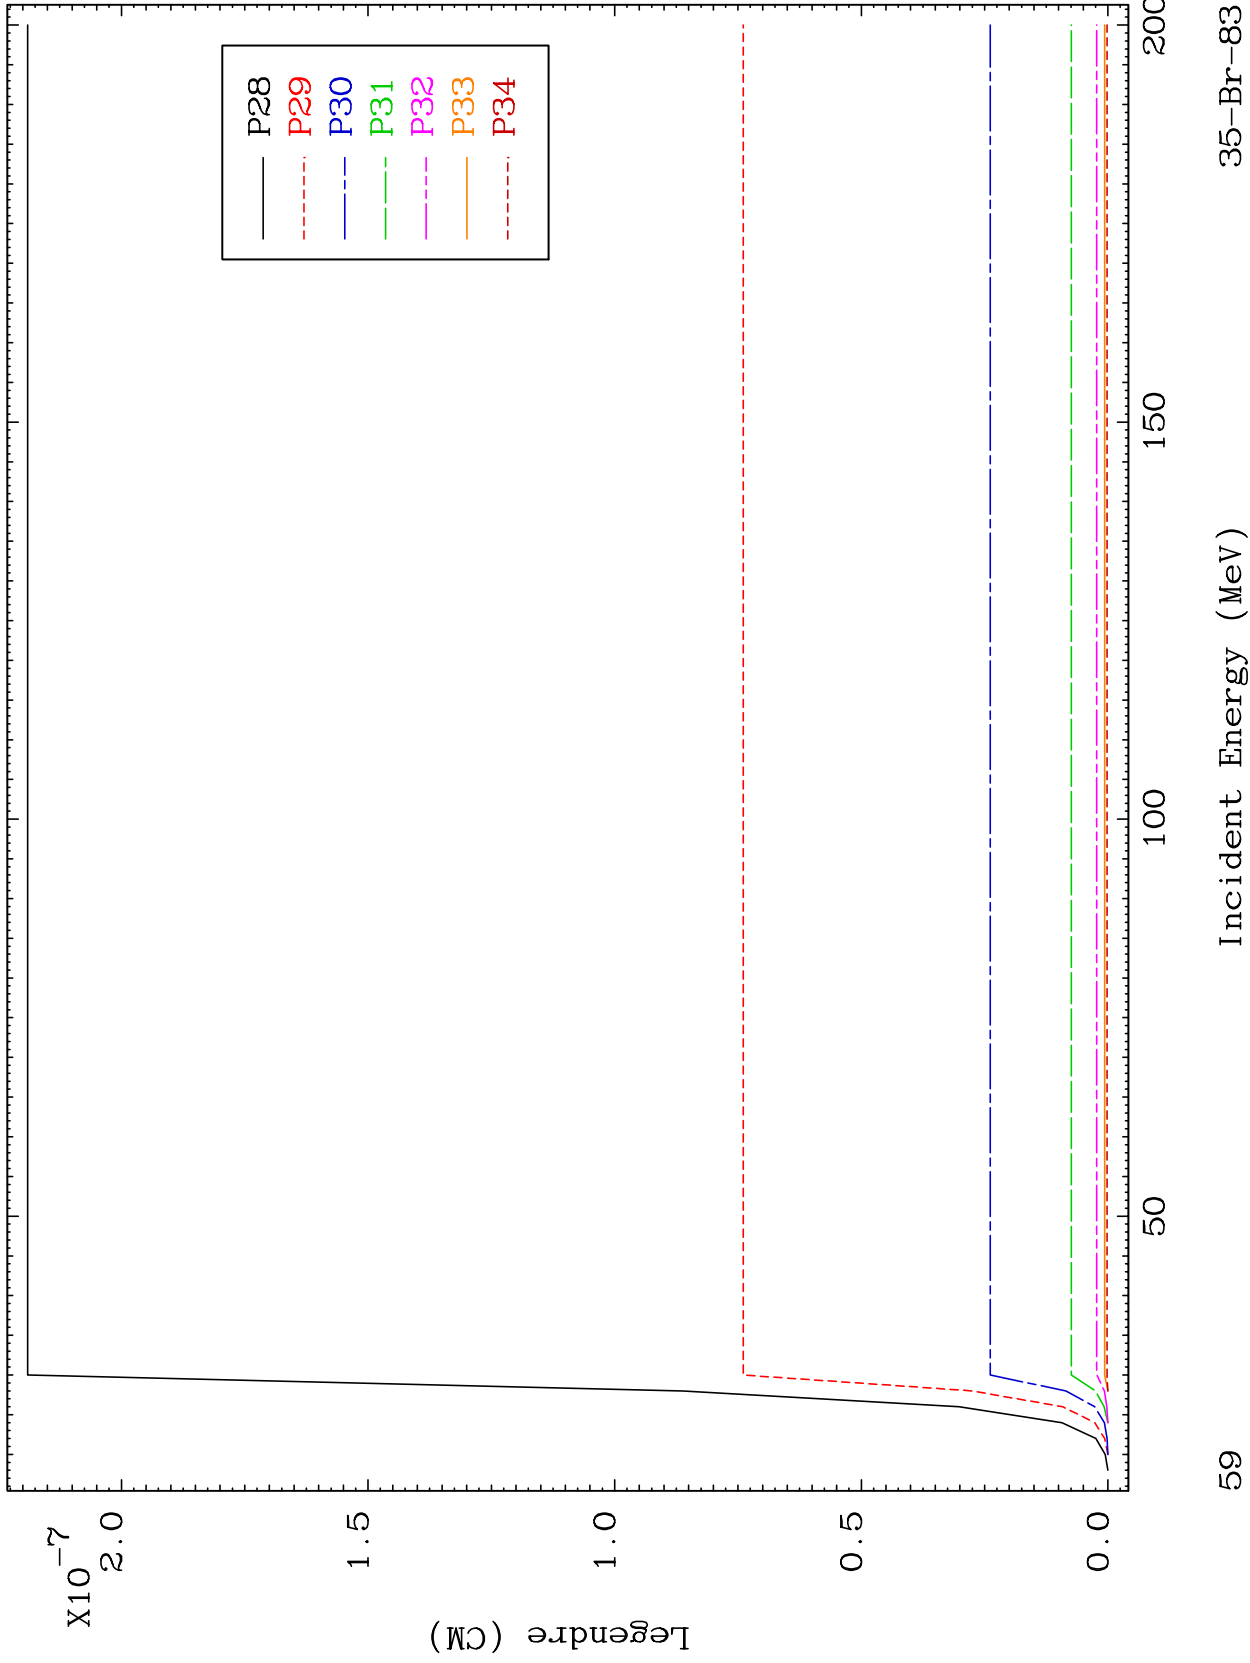 X10-7
2.0
1.5
1.0
0.5
0.0
Legendre (CM)
P28
P29
P30
P31
P32
P33
P34
50
100
150
200
Incident Energy (MeV)
59
35-Br-83